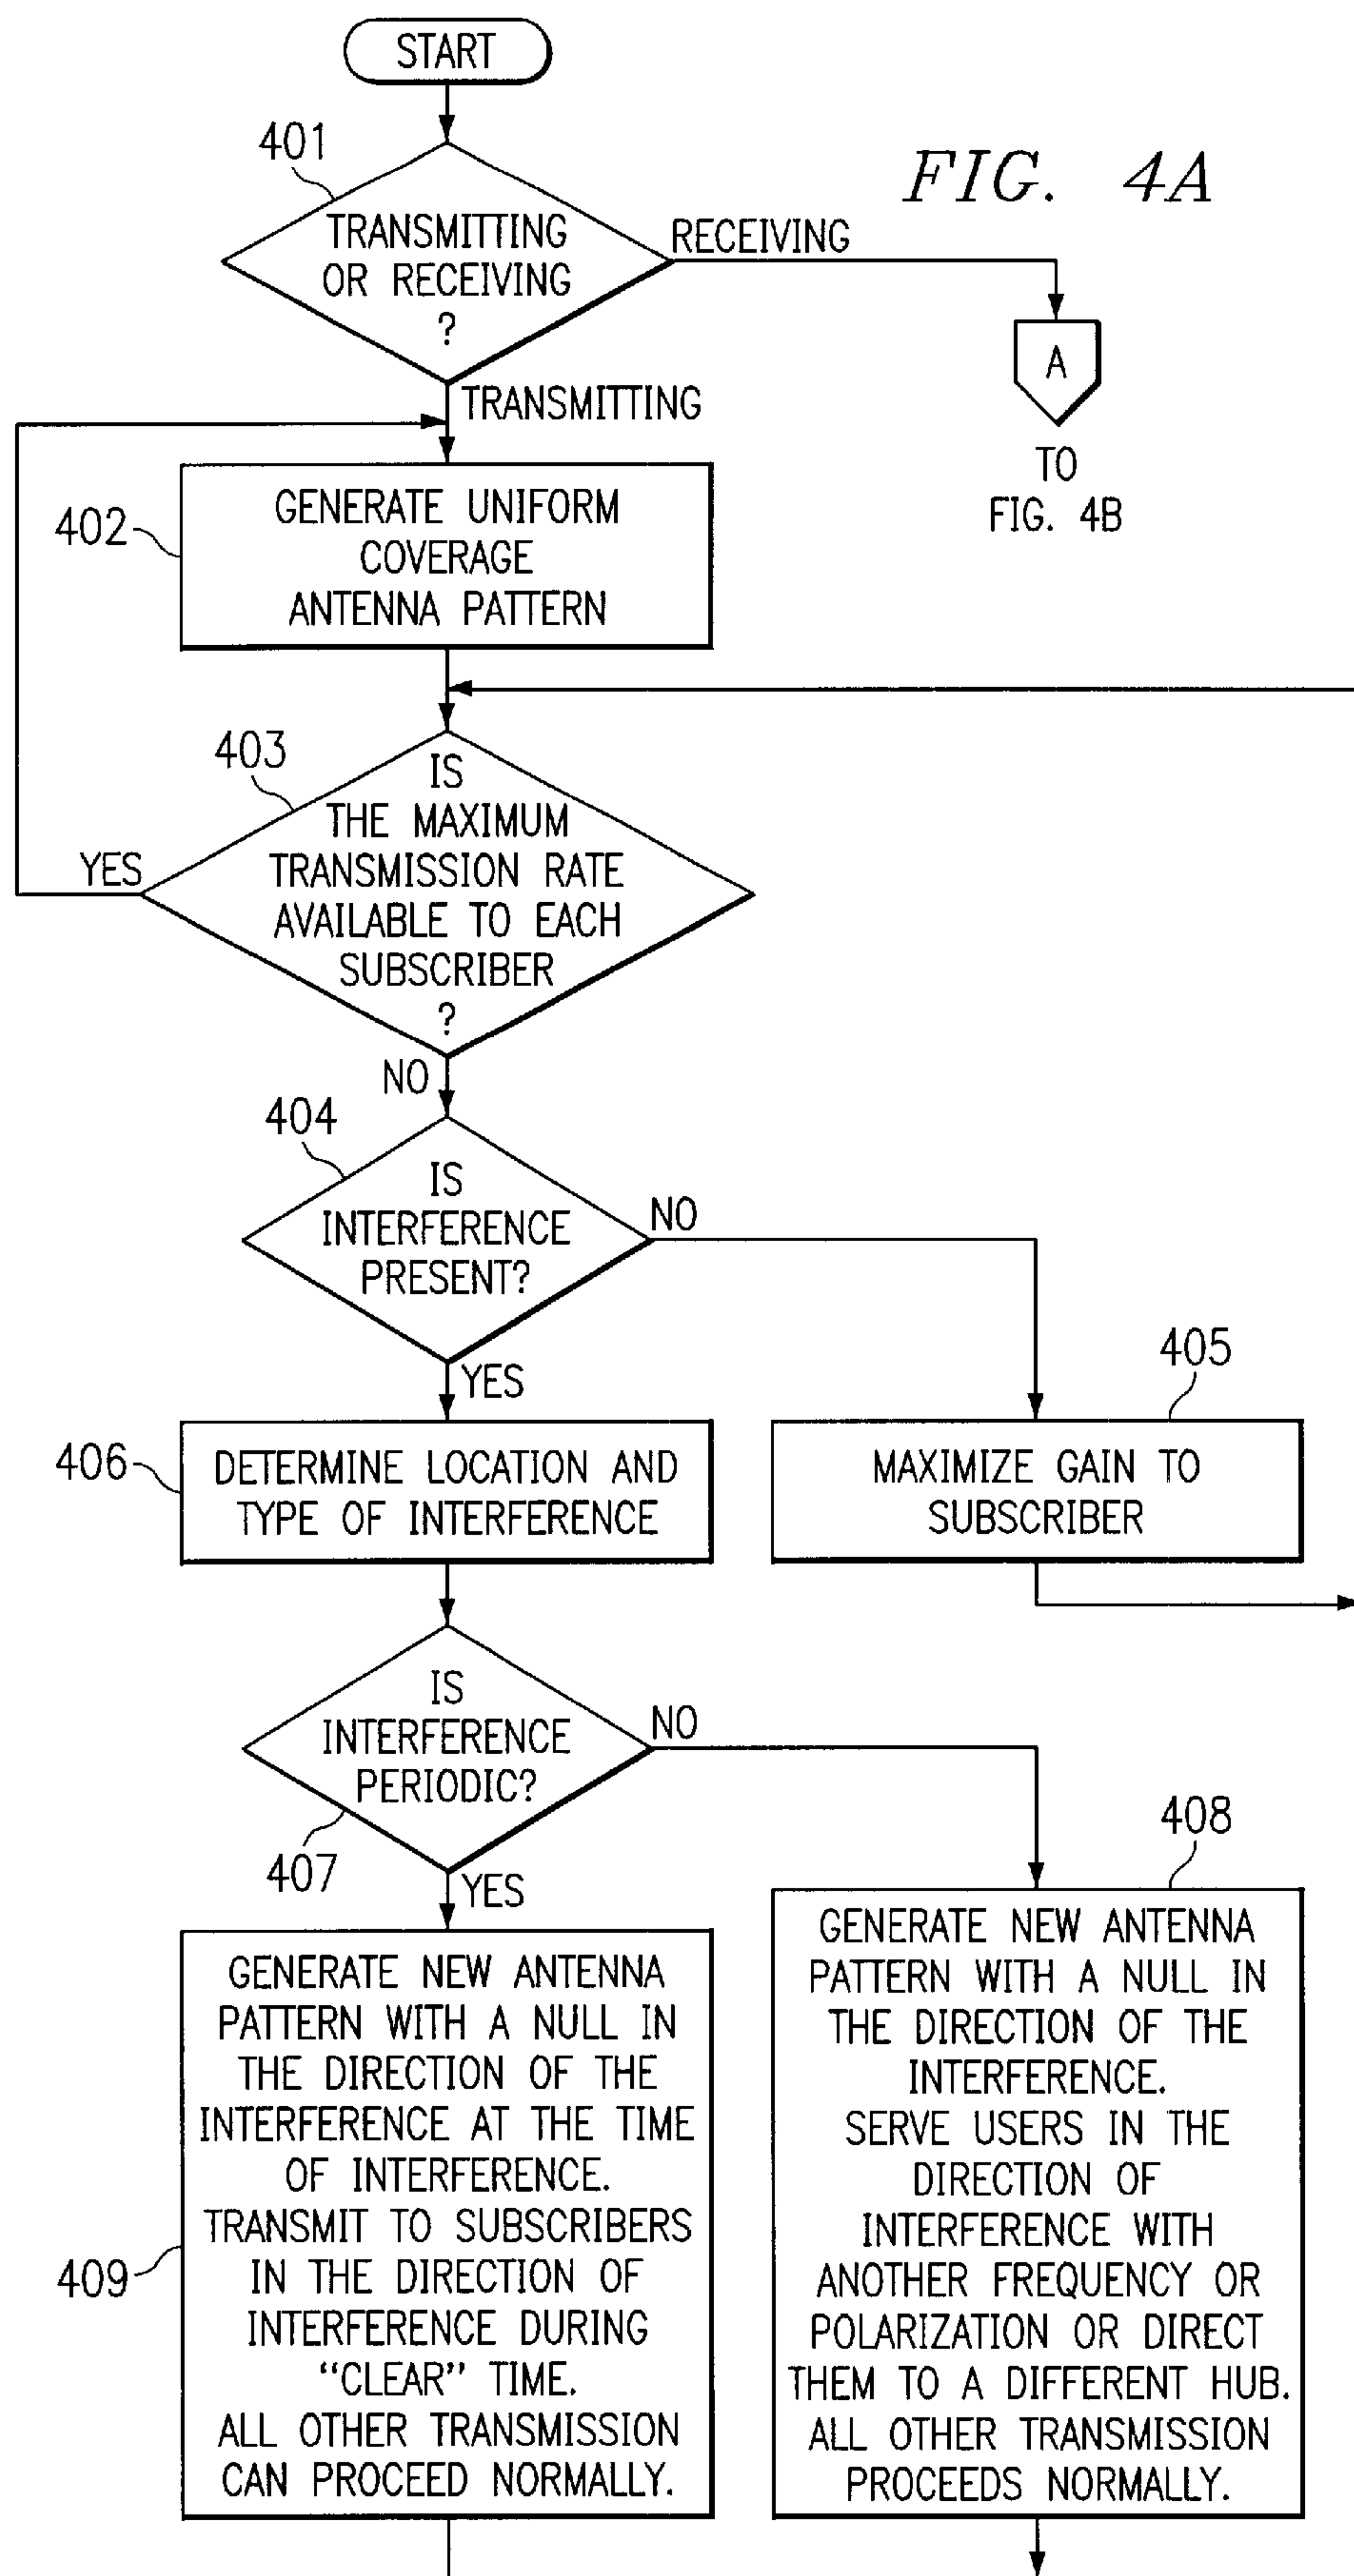 START
401
FIG. 4A
TRANSMITTING
OR RECEIVING
?
RECEIVING
A
TO
FIG. 4B
TRANSMITTING
402
GENERATE UNIFORM
COVERAGE
ANTENNA PATTERN
403
IS
THE MAXIMUM
TRANSMISSION RATE
AVAILABLE TO EACH
SUBSCRIBER
?
YES
NO
404
IS
INTERFERENCE
PRESENT?
NO
YES
405
MAXIMIZE GAIN TO
SUBSCRIBER
406
DETERMINE LOCATION AND
TYPE OF INTERFERENCE
IS
INTERFERENCE
PERIODIC?
NO
407
YES
408
GENERATE NEW ANTENNA
PATTERN WITH A NULL IN
THE DIRECTION OF THE
INTERFERENCE.
SERVE USERS IN THE
DIRECTION OF
INTERFERENCE WITH
ANOTHER FREQUENCY OR
POLARIZATION OR DIRECT
THEM TO A DIFFERENT HUB.
ALL OTHER TRANSMISSION
PROCEEDS NORMALLY.
409
GENERATE NEW ANTENNA
PATTERN WITH A NULL IN
THE DIRECTION OF THE
INTERFERENCE AT THE TIME
OF INTERFERENCE.
TRANSMIT TO SUBSCRIBERS
IN THE DIRECTION OF
INTERFERENCE DURING
“CLEAR” TIME.
ALL OTHER TRANSMISSION
CAN PROCEED NORMALLY.